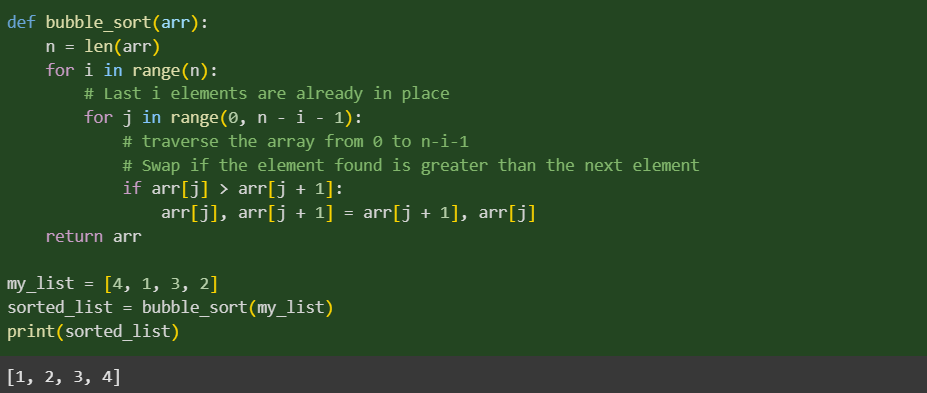 def bubble_sort(arr):
    n = len(arr)
    for i in range(n):
        # Last i elements are already in place
        for j in range(0, n - i - 1):
            # traverse the array from 0 to n-i-1
            # Swap if the element found is greater than the next element
            if arr[j] > arr[j + 1]:
                arr[j], arr[j + 1] = arr[j + 1], arr[j]
    return arr

my_list = [4, 1, 3, 2]
sorted_list = bubble_sort(my_list)
print(sorted_list)
[1, 2, 3, 4]